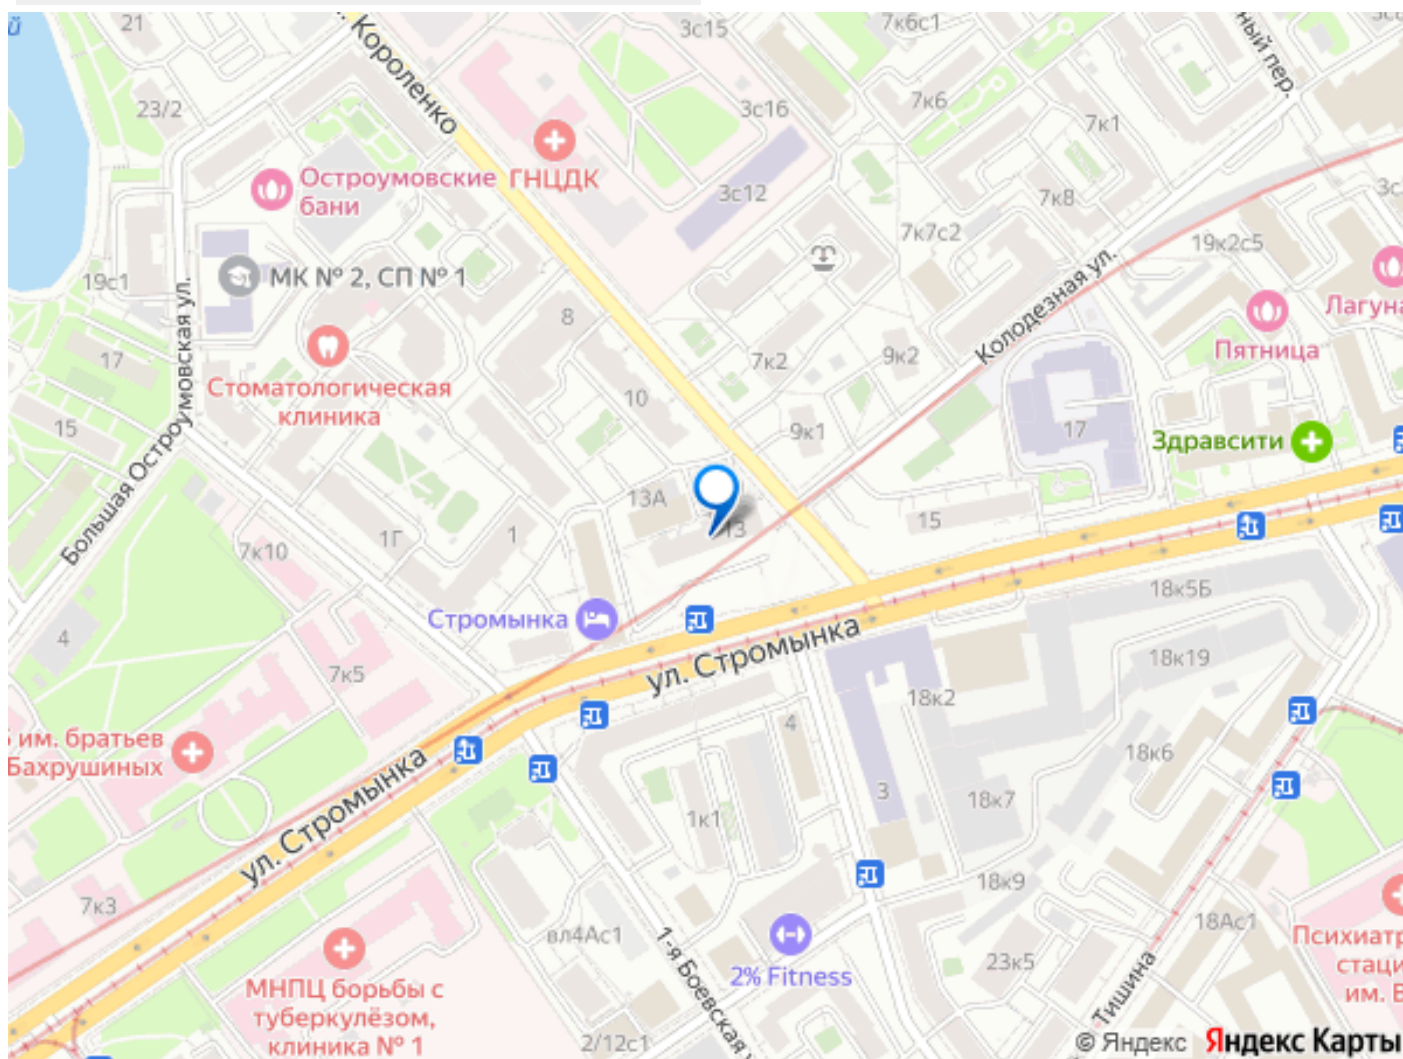 й
21
3с15
7к6с1
3с8
ный пер.
ул. Короленко
23/2
3с16
7к6
7к1
Остроумовские
бани
ГНЦДК
3с12
7к8
7к7с2
19к2с5
19с1
МК № 2, СП № 1
Лагуна
8
Колодезная ул.
Пятница
17
Стоматологическая
клиника
7к2
9к2
10
15
Большая Остроумовская ул.
9к1
17
Здравсити
13А
13
15
1
1Г
7к10
18к5Б
Стромынка
4
ул. Стромынка
18к19
7к5
18к2
им. братьев
Бахрушиных
4
18к6
ул. Стромынка
3
18к7
1к1
7к3
18к9
18Ас1
вл4Ас1
1-я Боевская
23к5
2% Fitness
Тишина
Психиатр
стаци
им. В
МНПЦ борьбы с
туберкулёзом,
клиника № 1
2/12с1
© Яндекс Яндекс Карты